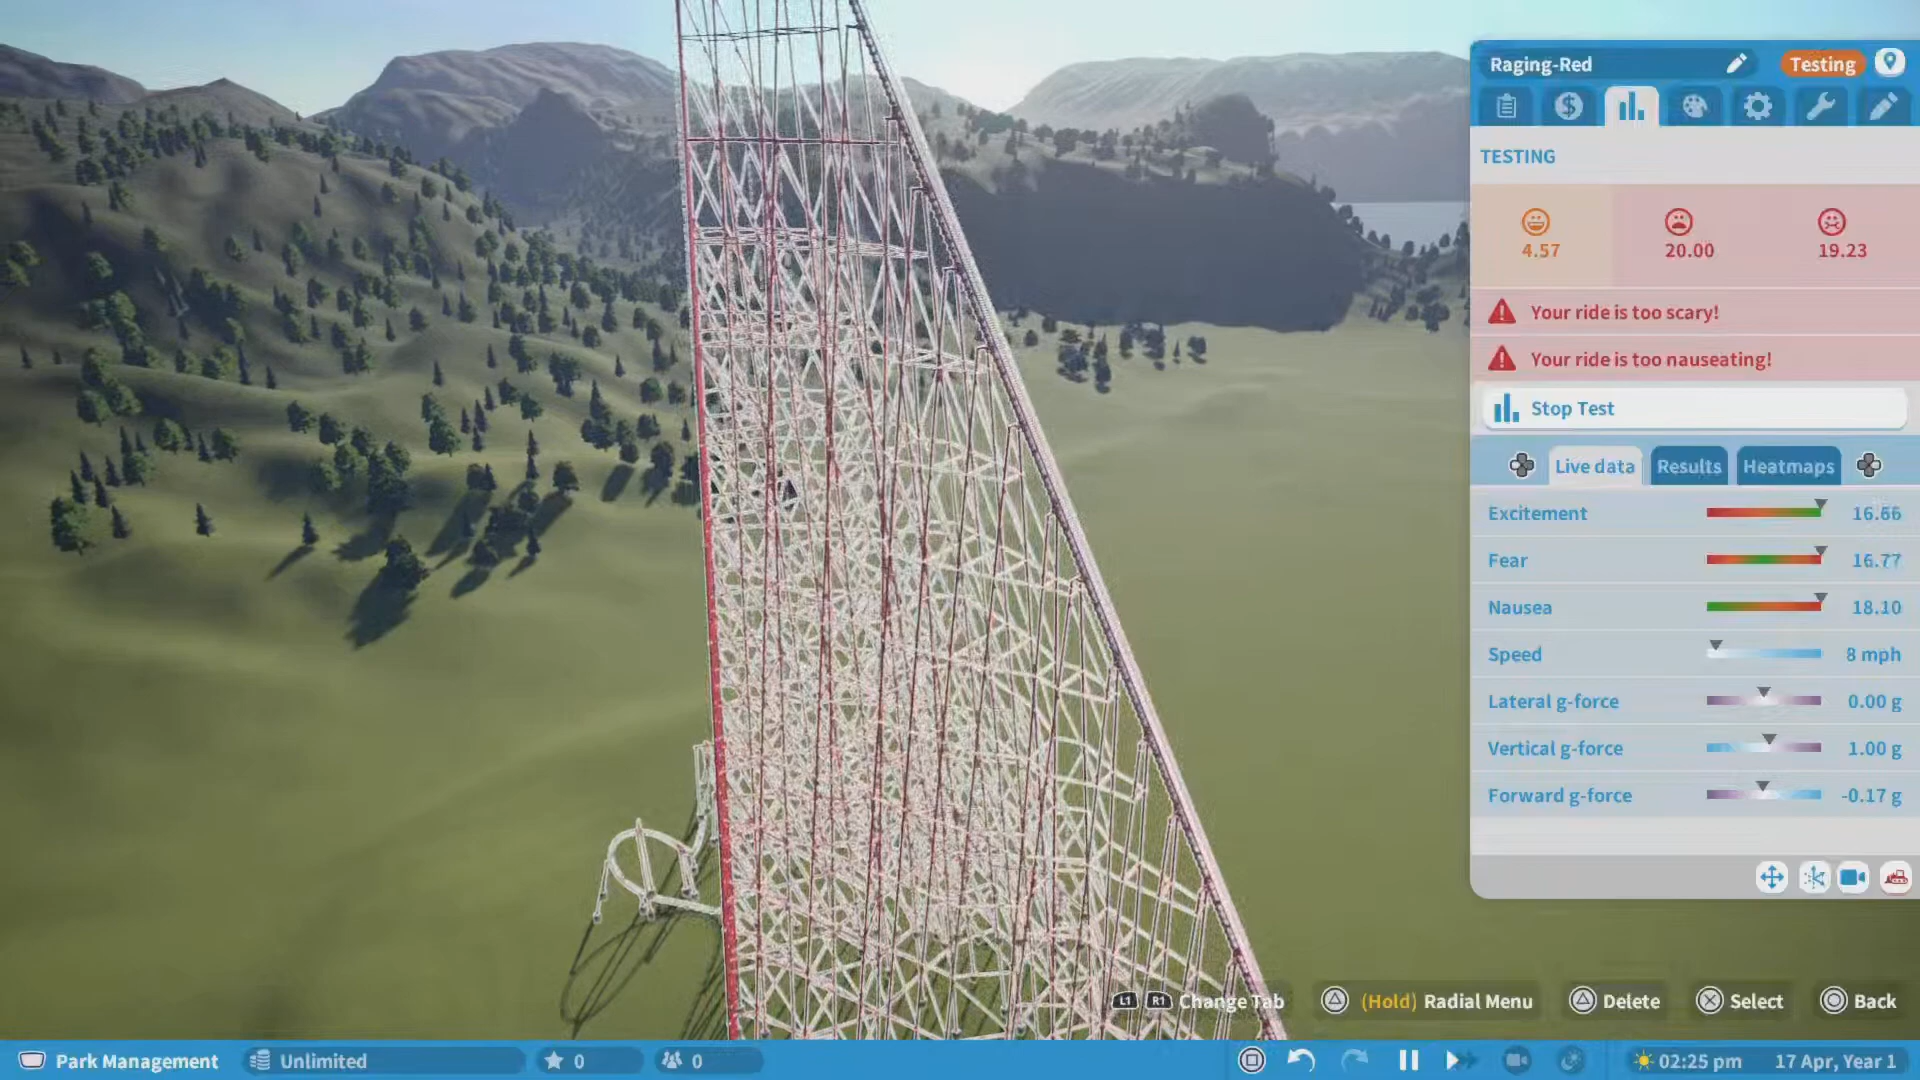 Raging-Red
Testing
TESTING
4.57
20.00
19.23
Your ride is too scary!
Your ride is too nauseating!
Stop Test
Live data
Results
Heatmaps
Excitement 16.66
Fear 16.77
Nausea 18.10
Speed 8 mph
Lateral g-force 0.00 g
Vertical g-force 1.00 g
Forward g-force -0.17 g
L1 R1 Change Tab
(Hold) Radial Menu
Delete
Select
Back
Park Management
Unlimited
0
0
02:25 pm
17 Apr, Year 1